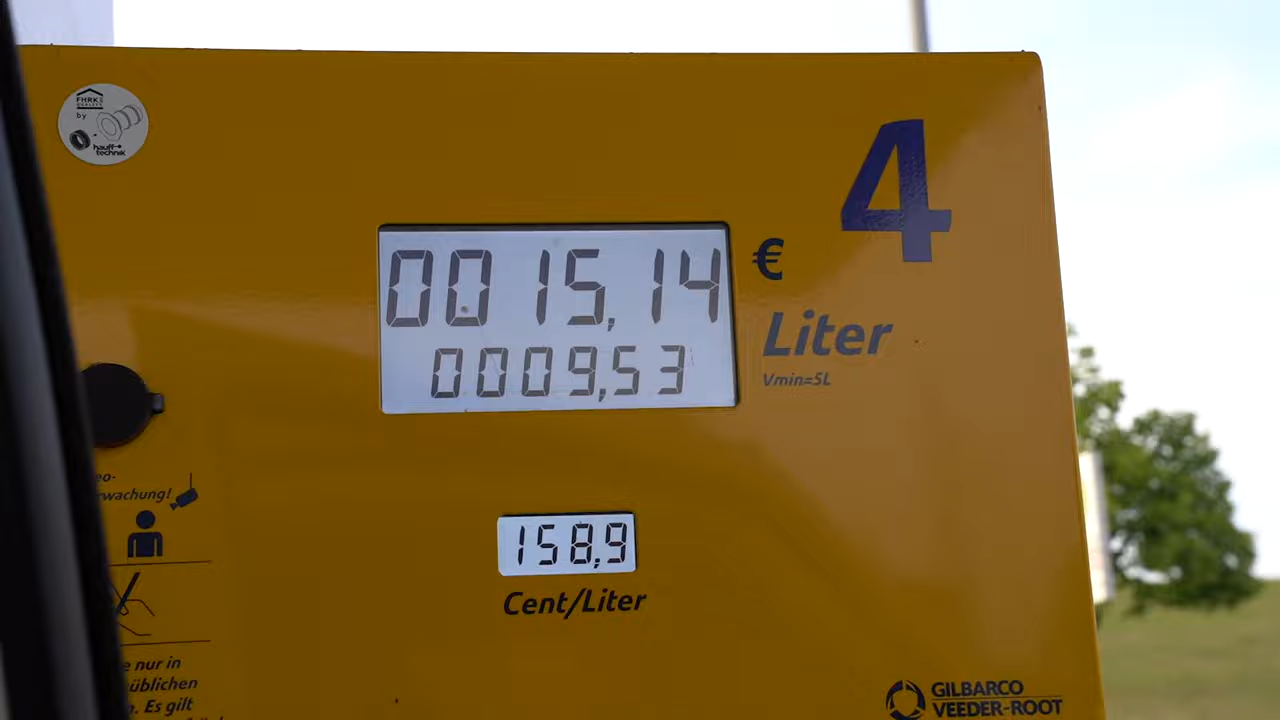 FHRK
by
hauff
technik
4
0015,14
€
0009,53
Liter
Vmin=5L
158,9
Cent/Liter
eo-
rwachung!
e nur in
üblichen
. Es gilt
GILBARCO
VEEDER-ROOT